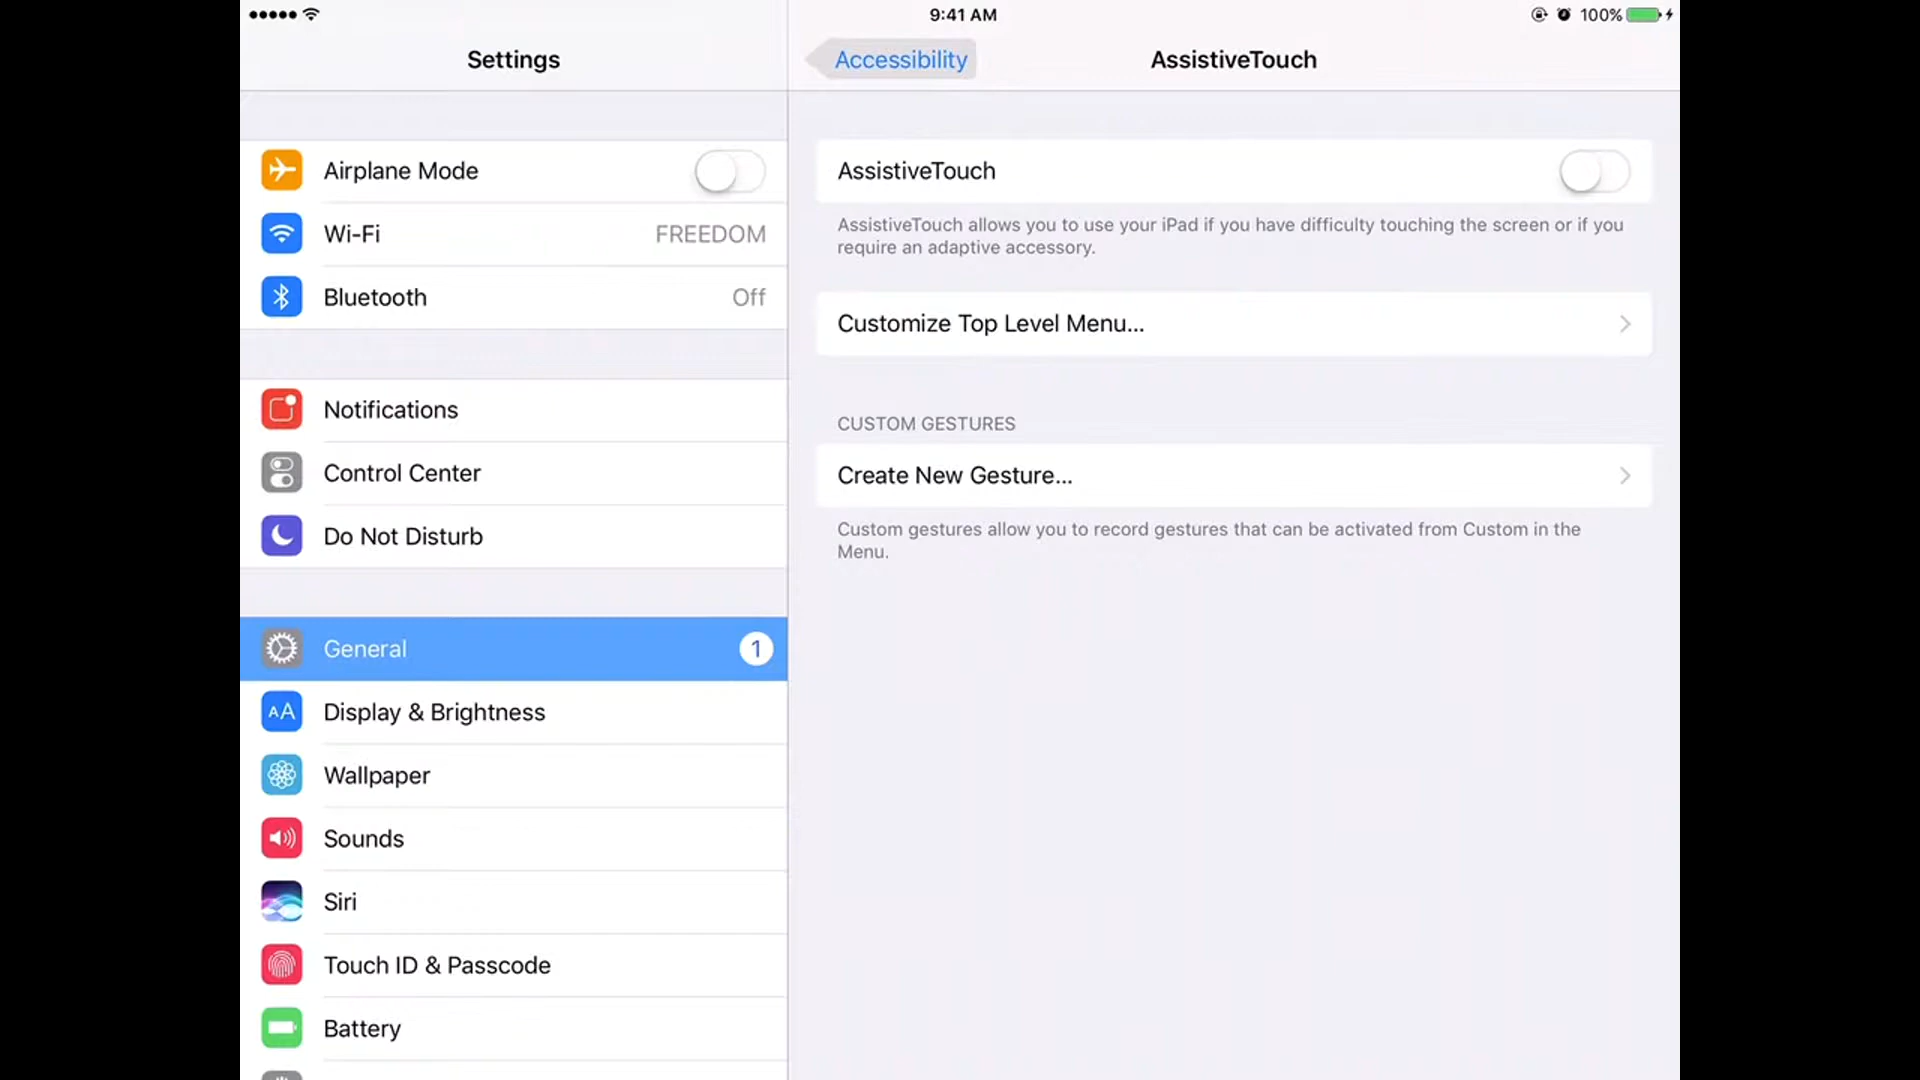 9:41 AM
100%
Settings
Accessibility
AssistiveTouch
Airplane Mode
Wi-Fi FREEDOM
Bluetooth Off
Notifications
Control Center
Do Not Disturb
General 1
AA Display & Brightness
Wallpaper
Sounds
Siri
Touch ID & Passcode
Battery
AssistiveTouch
AssistiveTouch allows you to use your iPad if you have difficulty touching the screen or if you
require an adaptive accessory.
Customize Top Level Menu...
CUSTOM GESTURES
Create New Gesture...
Custom gestures allow you to record gestures that can be activated from Custom in the
Menu.